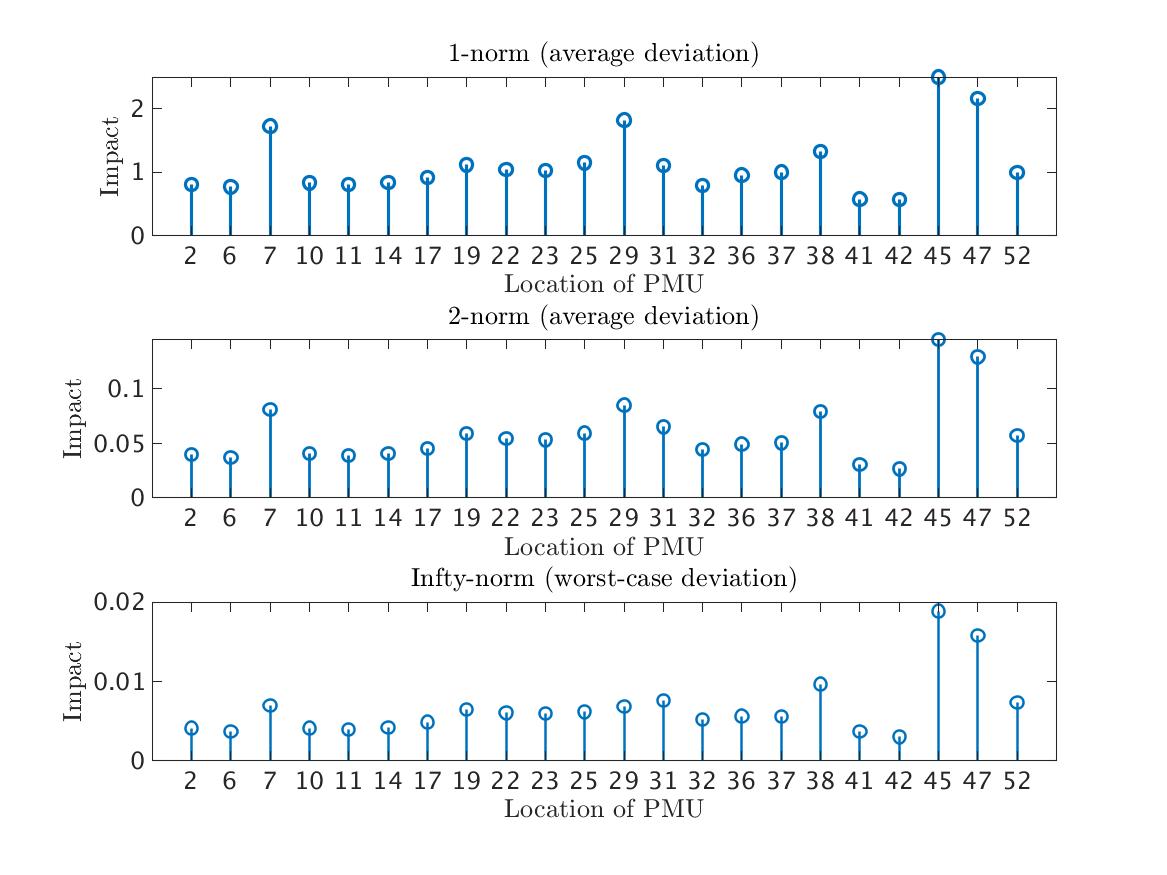 1-norm (average deviation)
2
1
0
Impact
2 6 7 10 11 14 17 19 22 23 25 29 31 32 36 37 38 41 42 45 47 52
Location of PMU
2-norm (average deviation)
0.1
0.05
0
Impact
2 6 7 10 11 14 17 19 22 23 25 29 31 32 36 37 38 41 42 45 47 52
Location of PMU
Infty-norm (worst-case deviation)
0.02
0.01
0
Impact
2 6 7 10 11 14 17 19 22 23 25 29 31 32 36 37 38 41 42 45 47 52
Location of PMU